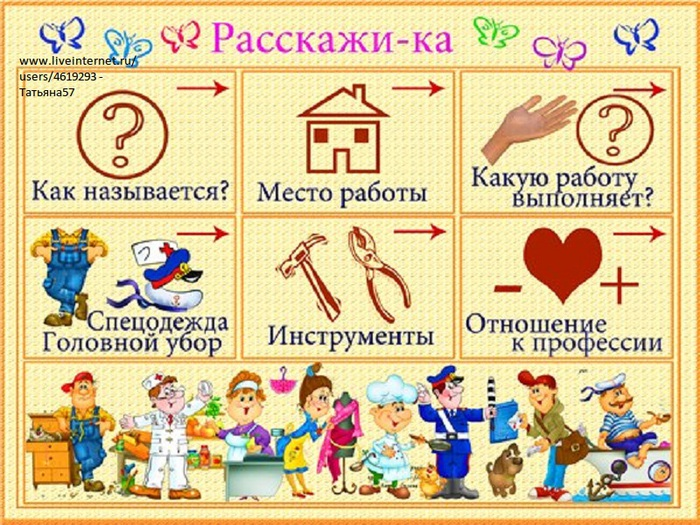 Расскажи-ка
www.liveinternet.ru/
users/4619293 -
Татьяна57
Как называется?
Место работы
Какую работу
выполняет?
Спецодежда
Головной убор
Инструменты
Отношение
к профессии